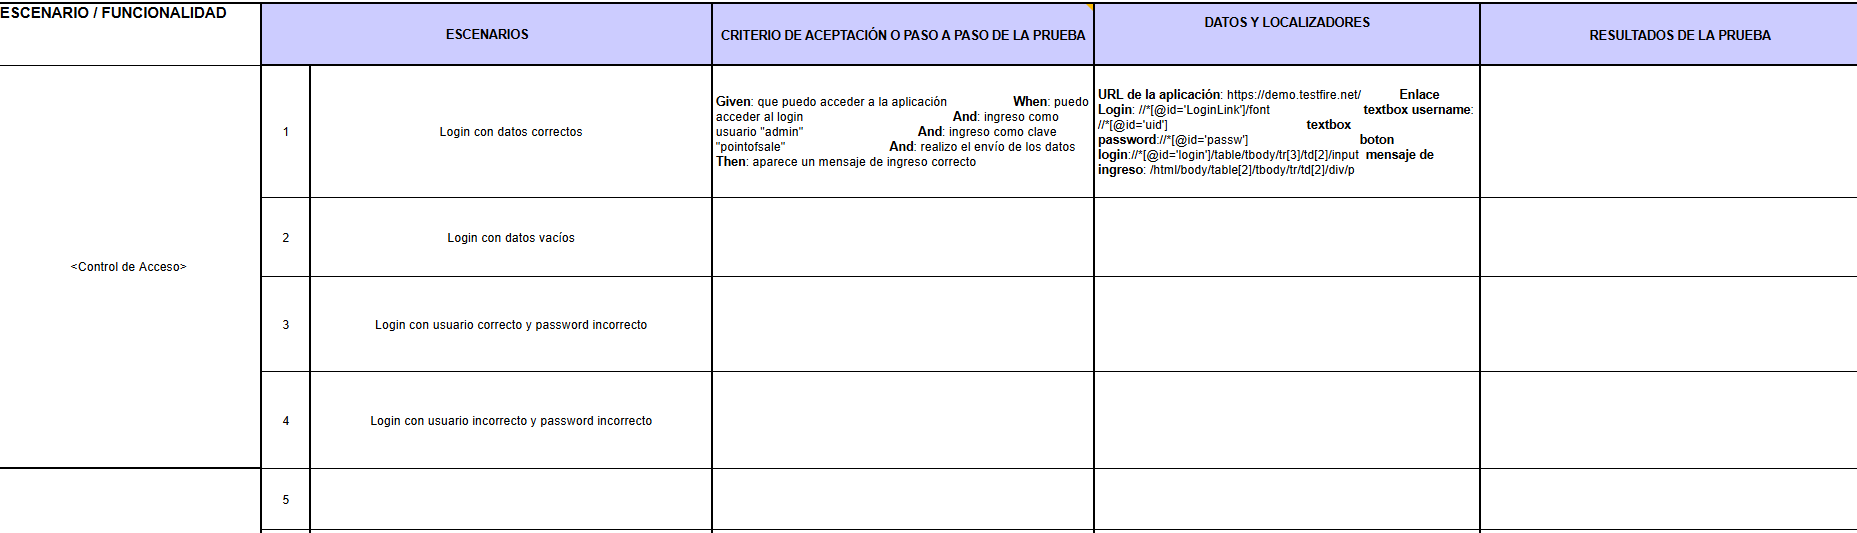 ESCENARIO / FUNCIONALIDAD
ESCENARIOS
CRITERIO DE ACEPTACIÓN O PASO A PASO DE LA PRUEBA
DATOS Y LOCALIZADORES
RESULTADOS DE LA PRUEBA
<Control de Acceso>
1
Login con datos correctos
Given: que puedo acceder a la aplicación When: puedo
acceder al login And: ingreso como
usuario "admin" And: ingreso como clave
"pointofsale" And: realizo el envío de los datos
Then: aparece un mensaje de ingreso correcto
URL de la aplicación: https://demo.testfire.net/ Enlace
Login: //*[@id='LoginLink']/font textbox username:
//*[@id='uid'] textbox
password://*[@id='passw'] boton
login://*[@id='login']/table/tbody/tr[3]/td[2]/input mensaje de
ingreso: /html/body/table[2]/tbody/tr/td[2]/div/p
2
Login con datos vacíos
3
Login con usuario correcto y password incorrecto
4
Login con usuario incorrecto y password incorrecto
5